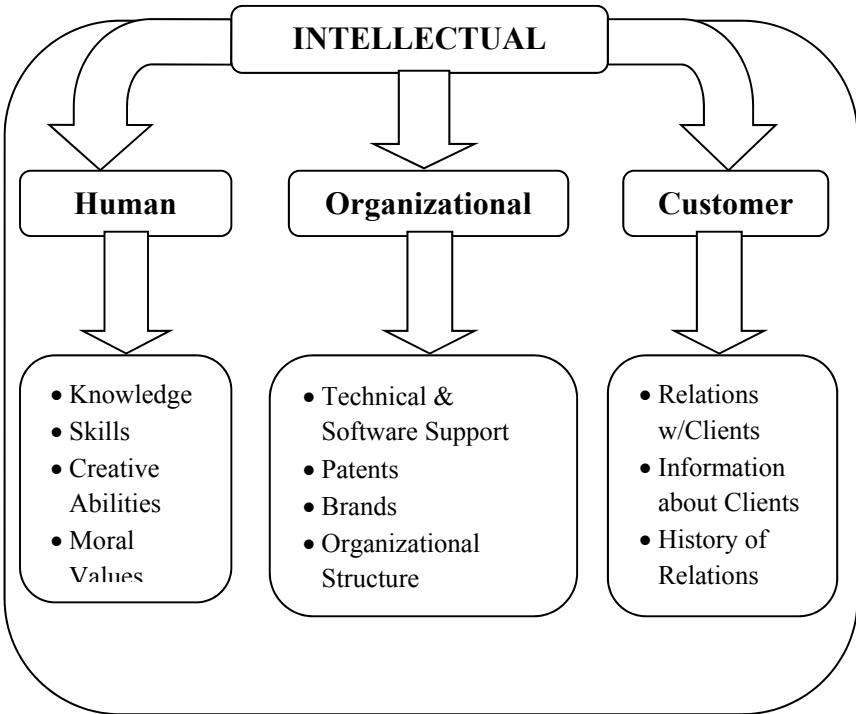 INTELLECTUAL
Human
Organizational
Customer
• Knowledge
• Skills
• Creative
Abilities
• Moral
Values
• Technical &
Software Support
• Patents
• Brands
• Organizational
Structure
• Relations
w/Clients
• Information
about Clients
• History of
Relations